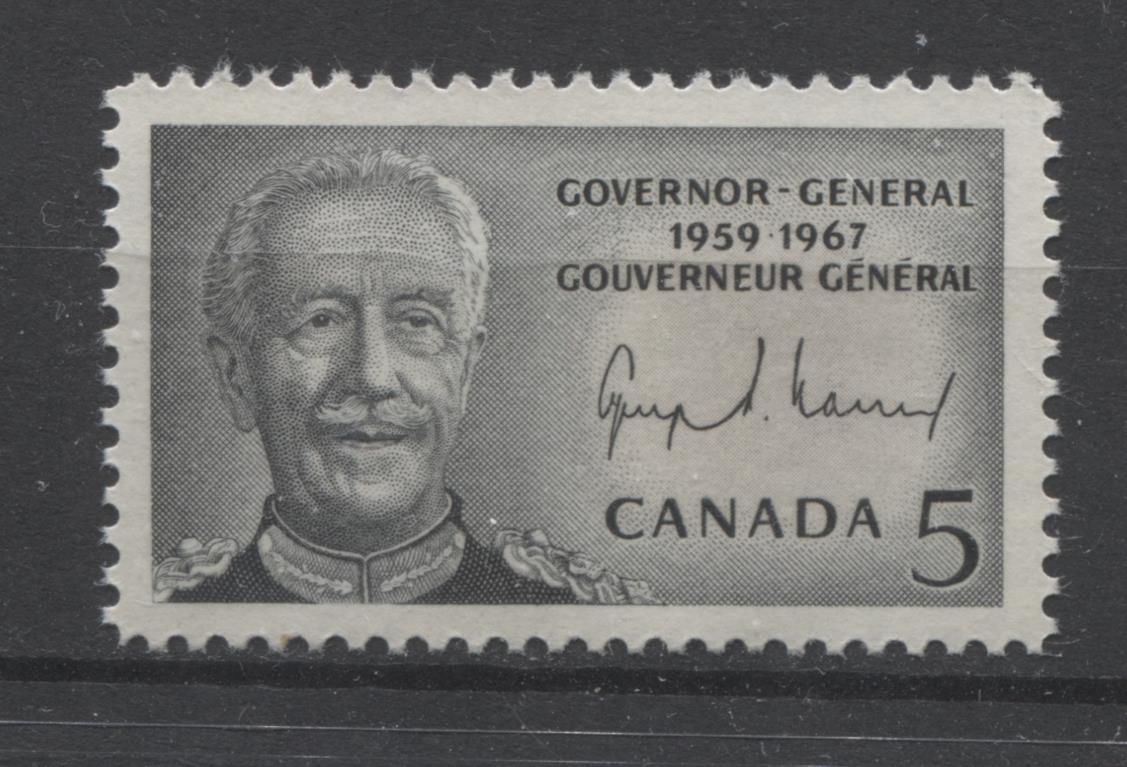 GOVERNOR - GENERAL
1959 · 1967
GOUVERNEUR GÉNÉRAL
CANADA 5